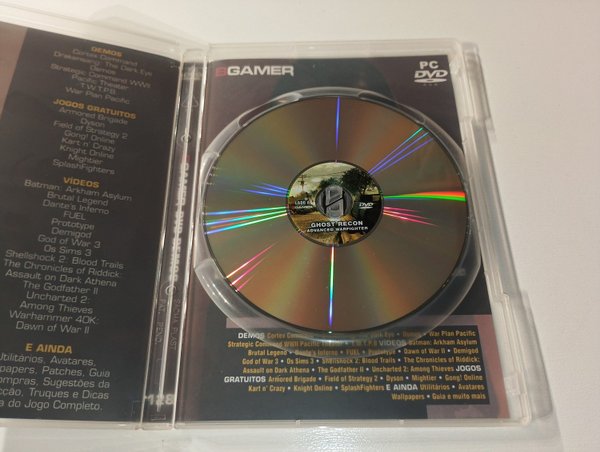 DEMOS
Cortex Command
Drakensang: The Dark Eye
Demos
Strategic Command WWII
Pacific Theater
T.W.T.P.B
War Plan Pacific
JOGOS GRATUITOS
Armored Brigade
Dyson
Field of Strategy 2
Gong! Online
Kart n' Crazy
Knight Online
Mightier
SplashFighters
VÍDEOS
Batman: Arkham Asylum
Brutal Legend
Dante's Inferno
FUEL
Prototype
Demigod
God of War 3
Os Sims 3
Shellshock 2: Blood Trails
The Chronicles of Riddick:
Assault on Dark Athena
The Godfather II
Uncharted 2:
Among Thieves
Warhammer 40K:
Dawn of War II
E AINDA
Utilitários, Avatares,
Patches, Guia
Sugestões da
Truques e Dicas
do Jogo Completo.
BGAMER
PC
DVD
GHOST RECON
ADVANCED WARFIGHTER
DVD
DEMOS Cortex Dark Eye • Demos • War Plan Pacific
Strategic Command WWII Pacific • T.W.T.P.B VÍDEOS Batman: Arkham Asylum
Brutal Legend • Dante's Inferno • FUEL • Prototype • Dawn of War II • Demigod
God of War 3 • Os Sims 3 • Shellshock 2: Blood Trails • The Chronicles of Riddick:
Assault on Dark Athena • The Godfather II • Uncharted 2: Among Thieves JOGOS
GRATUITOS Armored Brigade • Field of Strategy 2 • Dyson • Mightier • Gong! Online
Kart n' Crazy • Knight Online • SplashFighters E AINDA Utilitários • Avatares
Wallpapers • Guia e muito mais